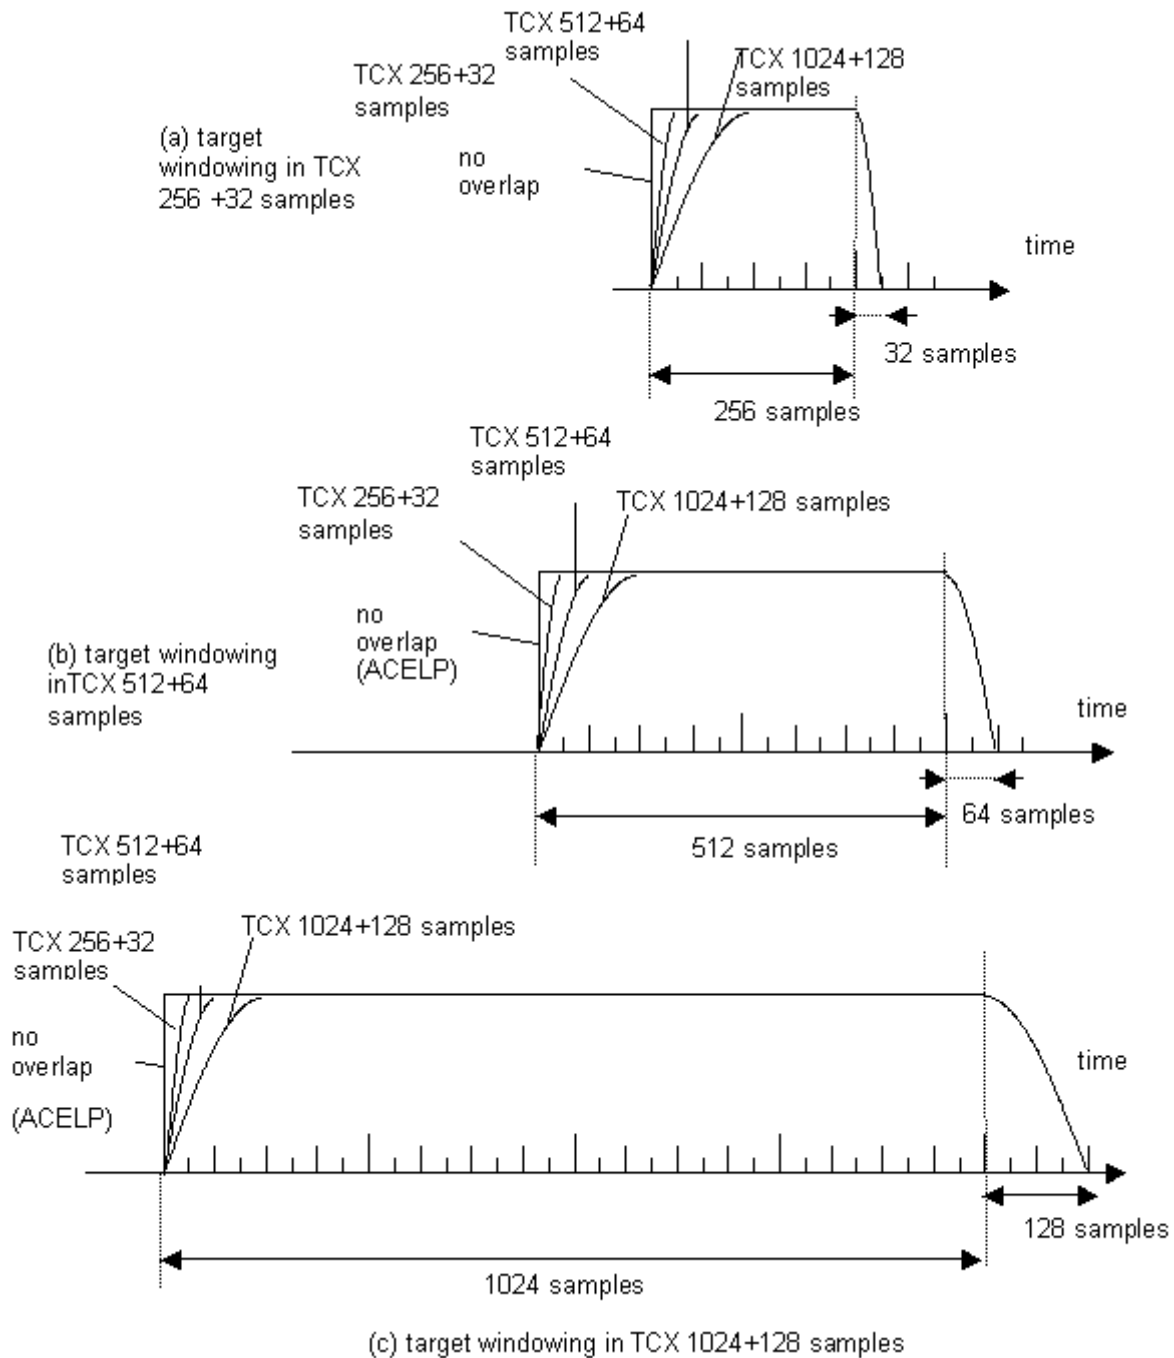 TCX 512+64
samples
TCX 1024+128
samples
TCX 256+32
samples
(a) target
windowing in TCX
256 +32 samples
no
overlap
time
32 samples
256 samples
TCX 512+64
samples
TCX 256+32
samples
TCX 1024+128 samples
no
overlap
(ACELP)
(b) target windowing
inTCX 512+64
samples
time
64 samples
512 samples
TCX 512+64
samples
TCX 1024+128 samples
TCX 256+32
samples
no
overlap
(ACELP)
time
128 samples
1024 samples
(c) target windowing in TCX 1024+128 samples